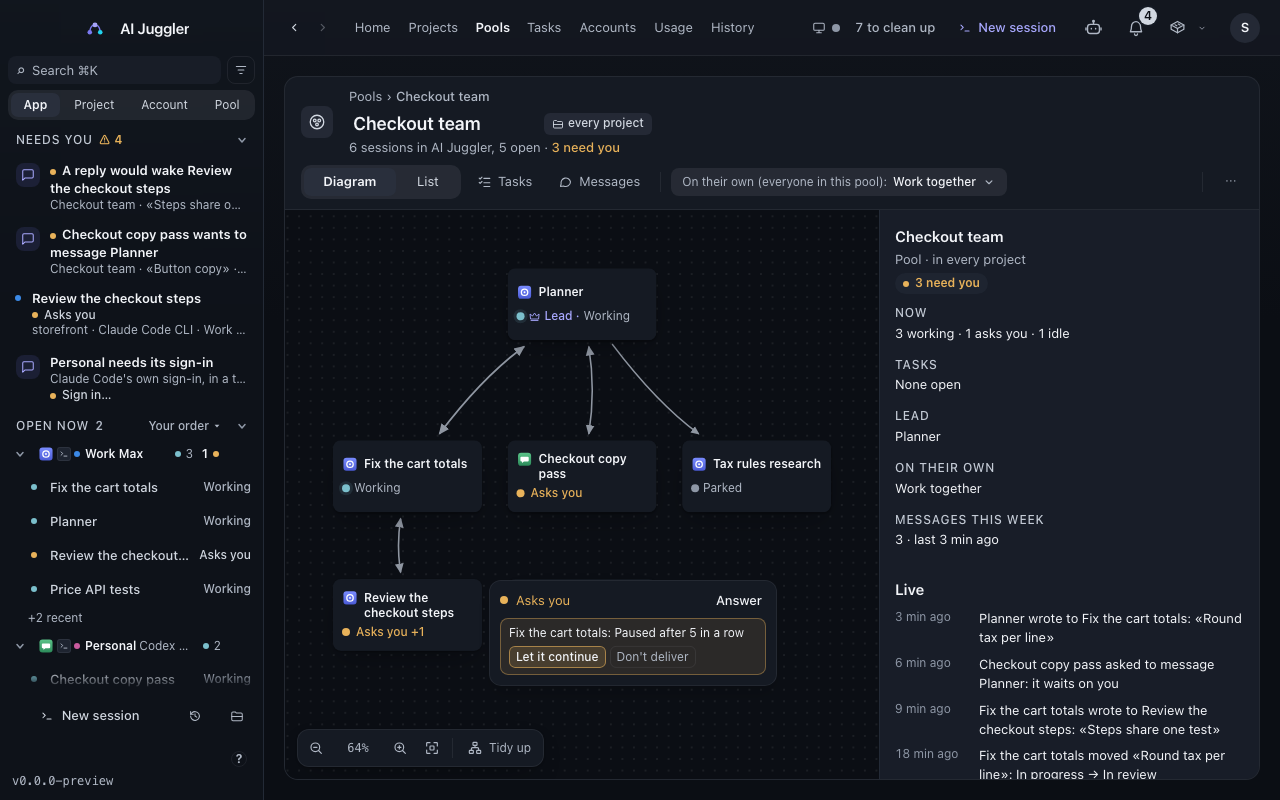 AI Juggler
Search ⌘K
App Project Account Pool
NEEDS YOU 4
A reply would wake Review
the checkout steps
Checkout team · «Steps share o...
Checkout copy pass wants to
message Planner
Checkout team · «Button copy» ·...
Review the checkout steps
Asks you
storefront · Claude Code CLI · Work ...
Personal needs its sign-in
Claude Code's own sign-in, in a t...
Sign in...
OPEN NOW 2 Your order
Work Max 3 1
Fix the cart totals Working
Planner Working
Review the checkout... Asks you
Price API tests Working
+2 recent
Personal Codex ... 2
Checkout copy pass Working
New session
?
v0.0.0-preview
Home Projects Pools Tasks Accounts Usage History
7 to clean up
New session
4
S
Pools › Checkout team
Checkout team every project
6 sessions in AI Juggler, 5 open · 3 need you
Diagram List Tasks Messages On their own (everyone in this pool): Work together ...
Planner
Lead · Working
Fix the cart totals
Working
Checkout copy
pass
Asks you
Tax rules research
Parked
Review the
checkout steps
Asks you +1
Asks you Answer
Fix the cart totals: Paused after 5 in a row
Let it continue Don't deliver
64% Tidy up
Checkout team
Pool · in every project
3 need you
NOW
3 working · 1 asks you · 1 idle
TASKS
None open
LEAD
Planner
ON THEIR OWN
Work together
MESSAGES THIS WEEK
3 · last 3 min ago
Live
3 min ago Planner wrote to Fix the cart totals: «Round
tax per line»
6 min ago Checkout copy pass asked to message
Planner: it waits on you
9 min ago Fix the cart totals wrote to Review the
checkout steps: «Steps share one test»
18 min ago Fix the cart totals moved «Round tax per
line»: In progress → In review